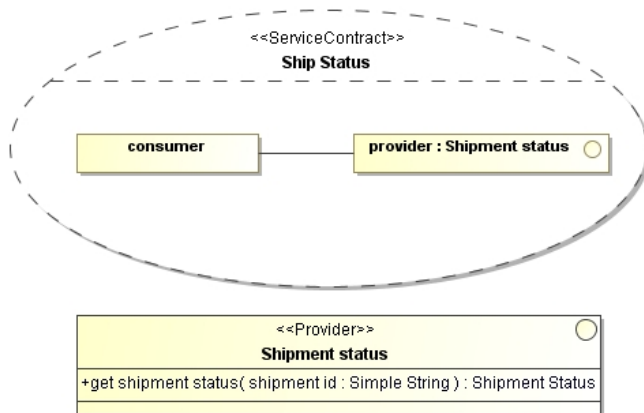 <<ServiceContract>>
Ship Status
consumer
provider : Shipment status
<<Provider>>
Shipment status
+get shipment status( shipment id : Simple String ) : Shipment Status